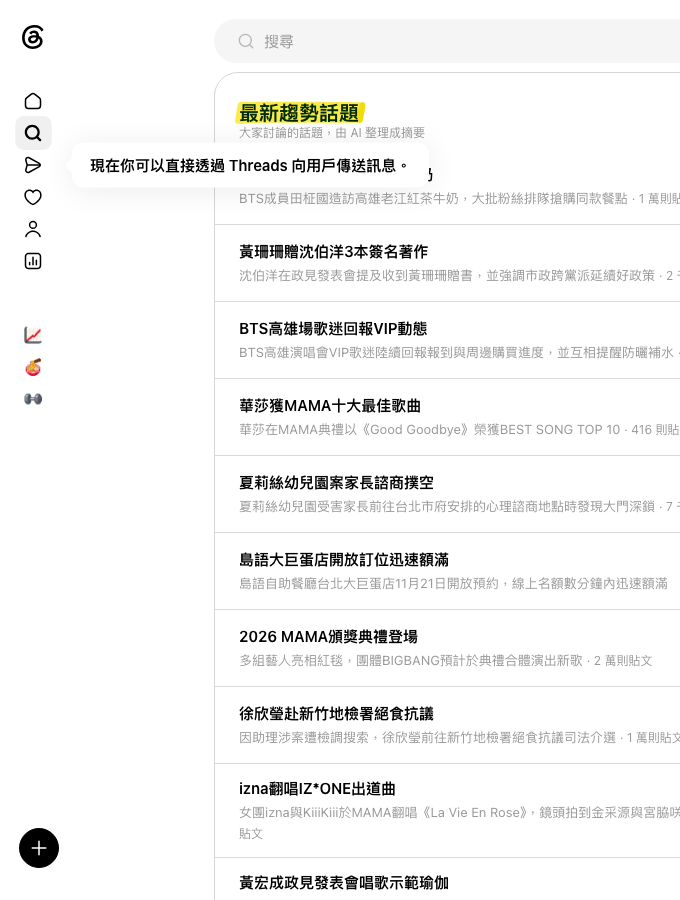 搜尋
最新趨勢話題
大家討論的話題，由 AI 整理成摘要
現在你可以直接透過 Threads 向用戶傳送訊息。
BTS成員田柾國造訪高雄老江紅茶牛奶，大批粉絲排隊搶購同款餐點 · 1 萬則貼
黃珊珊贈沈伯洋3本簽名著作
沈伯洋在政見發表會提及收到黃珊珊贈書，並強調市政跨黨派延續好政策 · 2
BTS高雄場歌迷回報VIP動態
BTS高雄演唱會VIP歌迷陸續回報報到與周邊購買進度，並互相提醒防曬補水
華莎獲MAMA十大最佳歌曲
華莎在MAMA典禮以《Good Goodbye》榮獲BEST SONG TOP 10 · 416 則貼
夏莉絲幼兒園案家長諮商撲空
夏莉絲幼兒園受害家長前往台北市府安排的心理諮商地點時發現大門深鎖 · 7
島語大巨蛋店開放訂位迅速額滿
島語自助餐廳台北大巨蛋店11月21日開放預約，線上名額數分鐘內迅速額滿
2026 MAMA頒獎典禮登場
多組藝人亮相紅毯，團體BIGBANG預計於典禮合體演出新歌 · 2 萬則貼文
徐欣瑩赴新竹地檢署絕食抗議
因助理涉案遭檢調搜索，徐欣瑩前往新竹地檢署絕食抗議司法介選 · 1 萬則貼文
izna翻唱IZ*ONE出道曲
女團izna與KiiiKiii於MAMA翻唱《La Vie En Rose》，鏡頭拍到金采源與宮脇咲
貼文
黃宏成政見發表會唱歌示範瑜伽